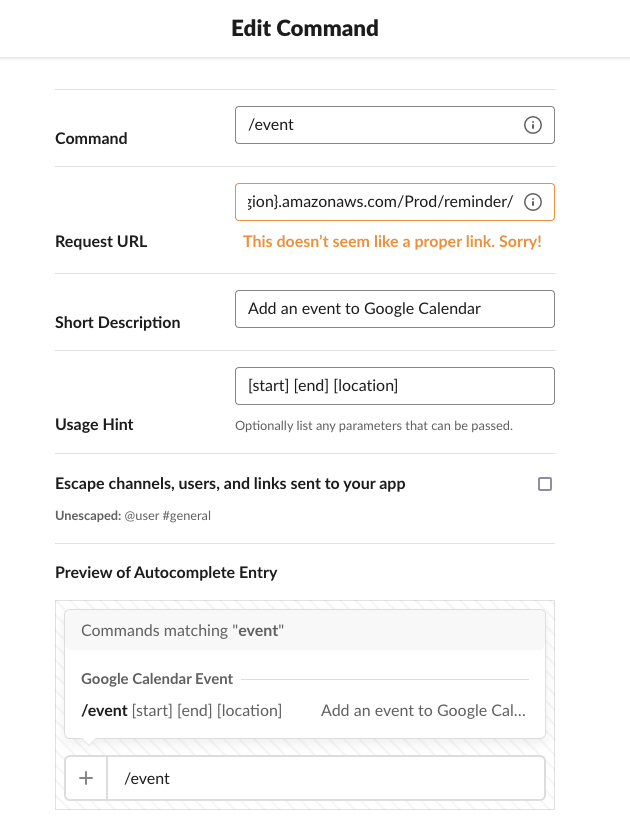 Edit Command
Command
/event
Request URL
gion}.amazonaws.com/Prod/reminder/
This doesn’t seem like a proper link. Sorry!
Short Description
Add an event to Google Calendar
Usage Hint
[start] [end] [location]
Optionally list any parameters that can be passed.
Escape channels, users, and links sent to your app
Unescaped: @user #general
Preview of Autocomplete Entry
Commands matching "event"
Google Calendar Event
/event [start] [end] [location] Add an event to Google Cal...
+ /event